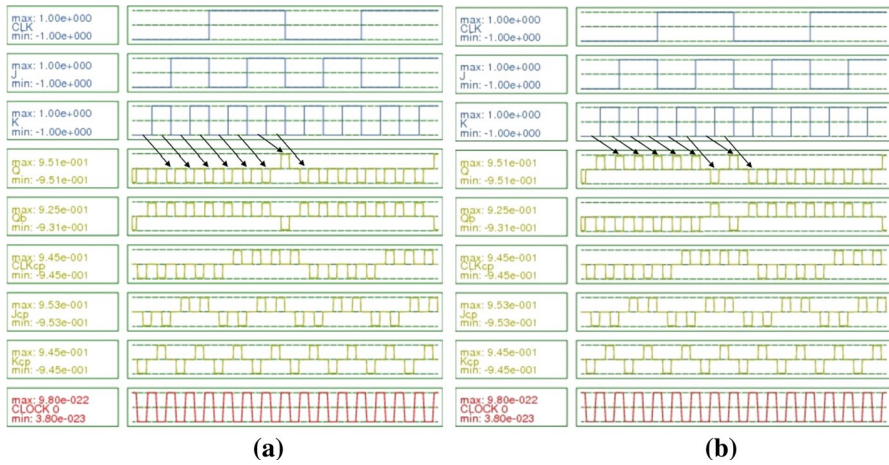 max: 1.00e+000
CLK
min: -1.00e+000
max: 1.00e+000
J
min: -1.00e+000
max: 1.00e+000
K
min: -1.00e+000
max: 9.51e-001
Q
min: -9.51e-001
max: 9.25e-001
Qb
min: -9.31e-001
max: 9.45e-001
CLKcp
min: -9.45e-001
max: 9.53e-001
Jcp
min: -9.53e-001
max: 9.45e-001
Kcp
min: -9.45e-001
max: 9.80e-022
CLOCK 0
min: 3.80e-023
(a)
max: 1.00e+000
CLK
min: -1.00e+000
max: 1.00e+000
J
min: -1.00e+000
max: 1.00e+000
K
min: -1.00e+000
max: 9.51e-001
Q
min: -9.51e-001
max: 9.25e-001
Qb
min: -9.31e-001
max: 9.45e-001
CLKcp
min: -9.45e-001
max: 9.53e-001
Jcp
min: -9.53e-001
max: 9.45e-001
Kcp
min: -9.45e-001
max: 9.80e-022
CLOCK 0
min: 3.80e-023
(b)